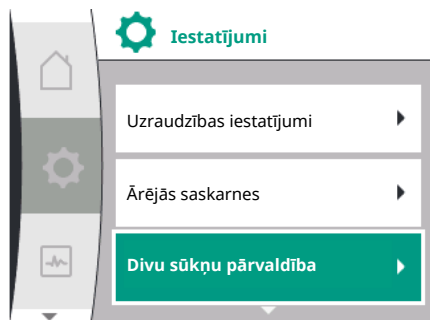 Iestatījumi
Uzraudzības iestatījumi
Ārējās saskarnes
Divu sūkņu pārvaldība